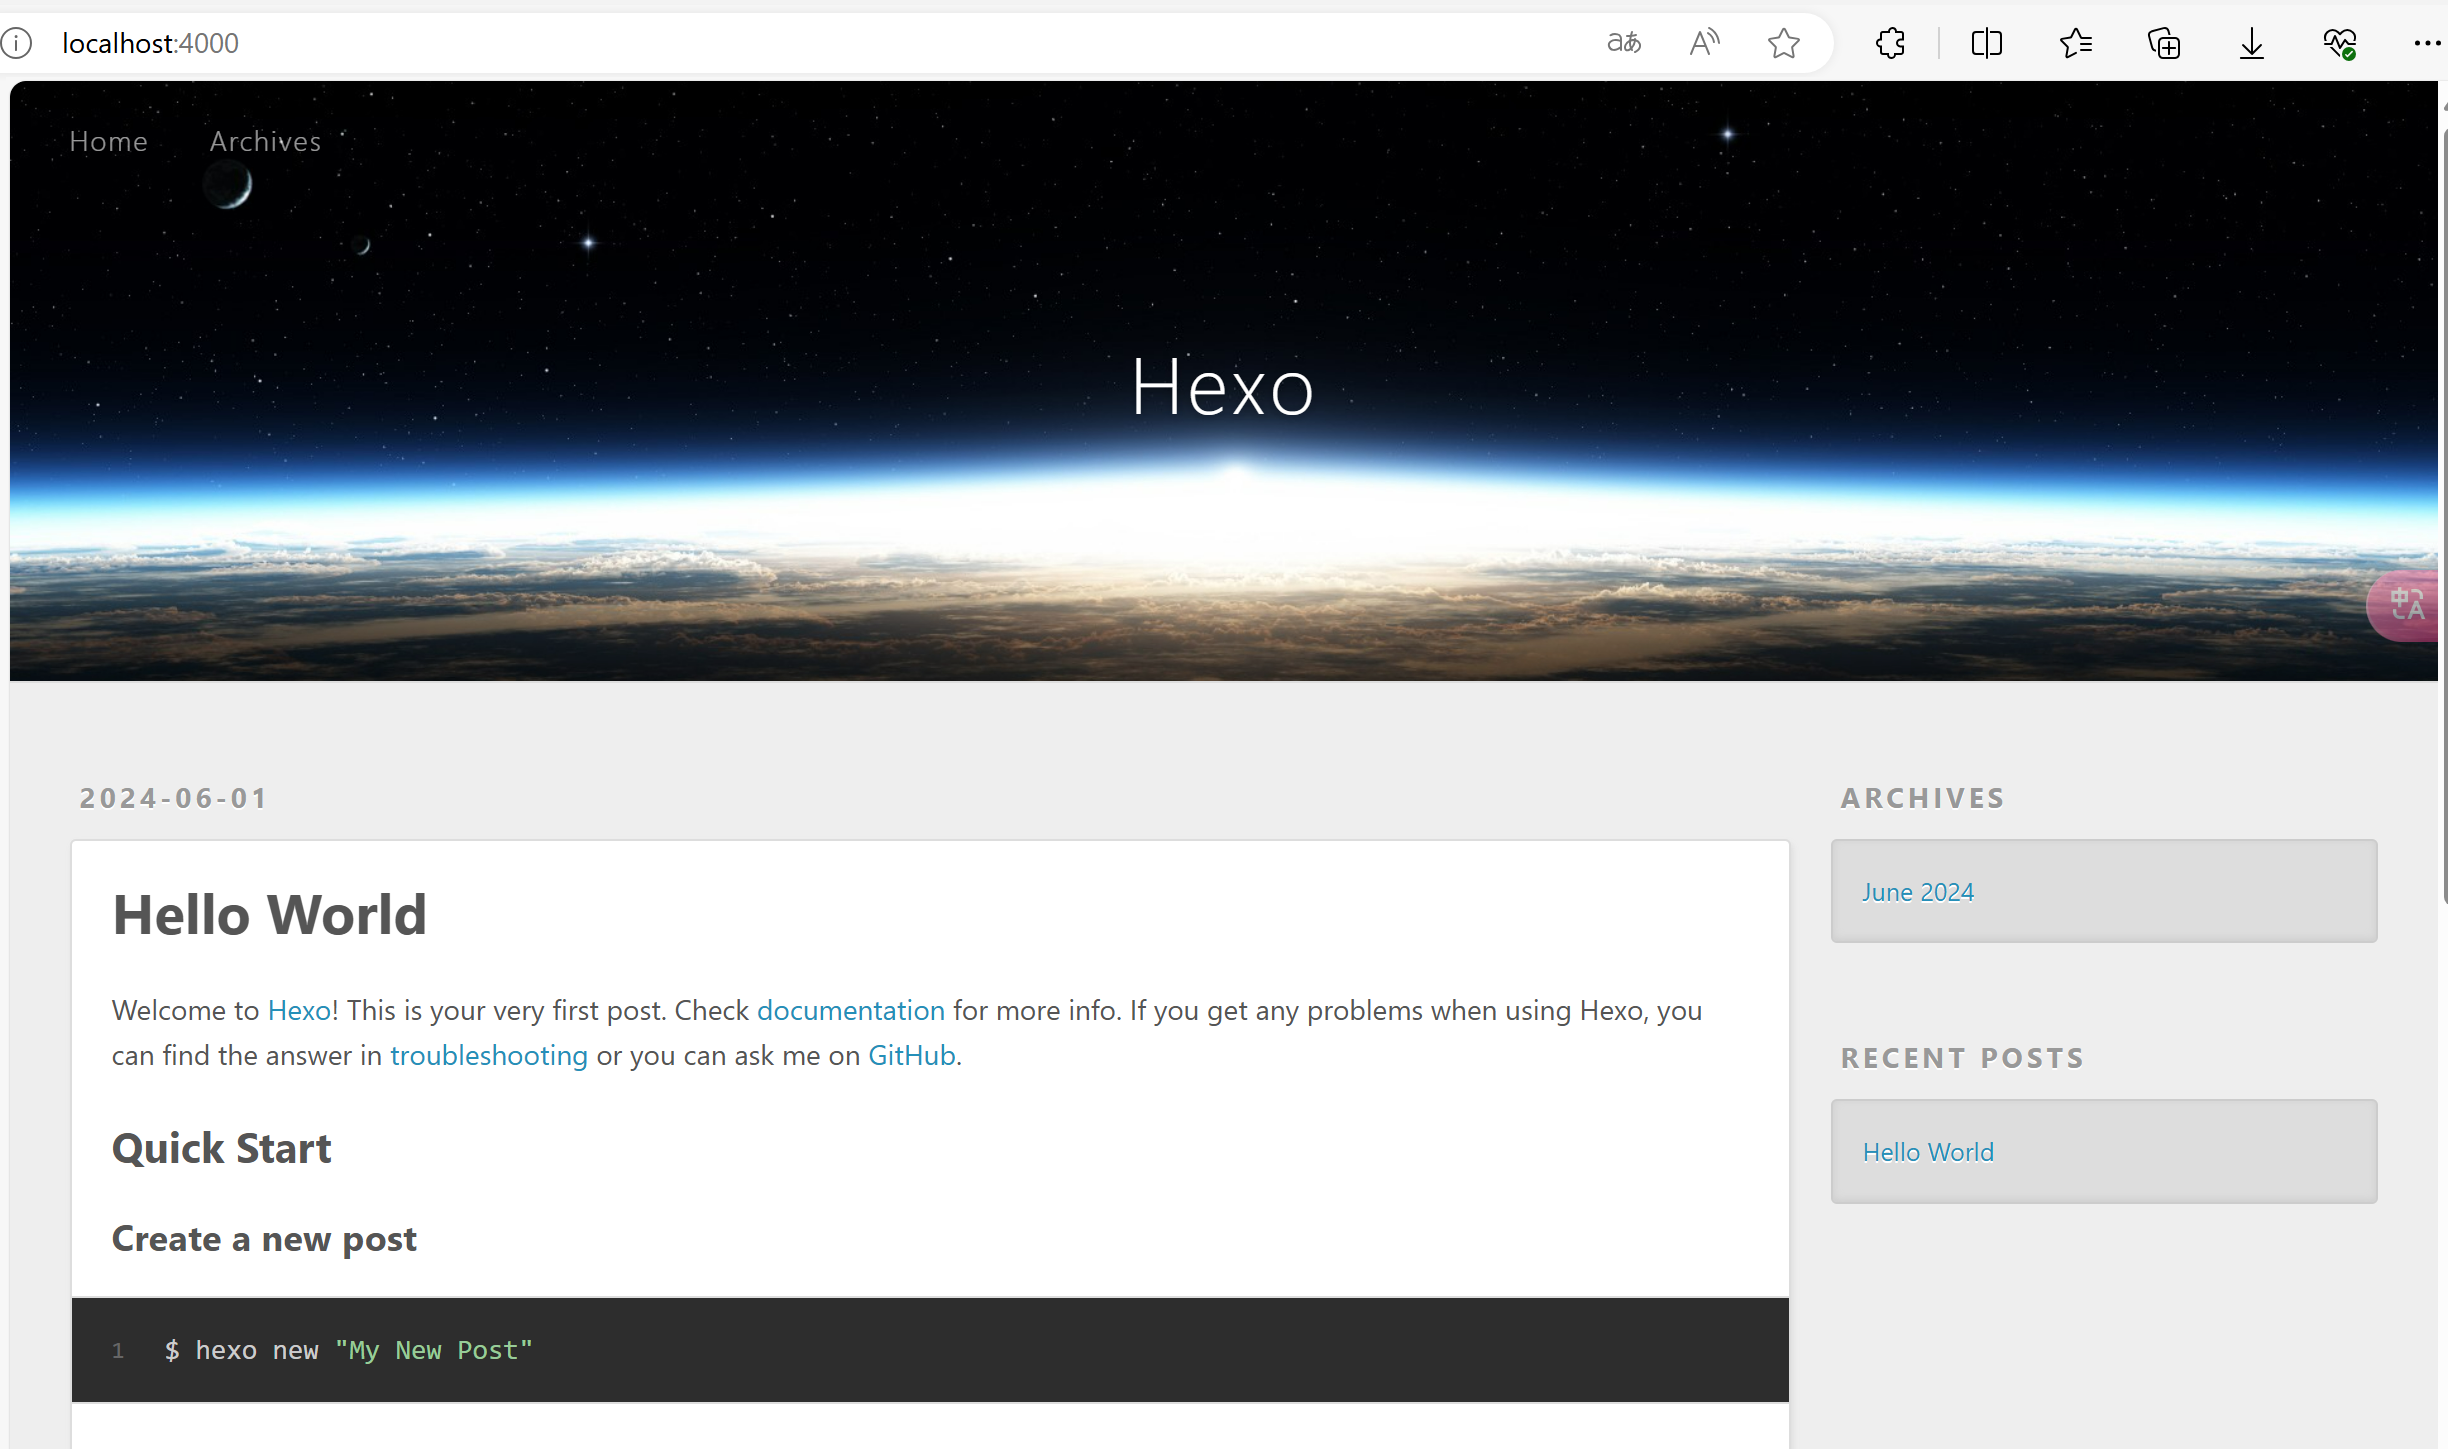 localhost:4000
Home Archives
Hexo
2024-06-01
Hello World
Welcome to Hexo! This is your very first post. Check documentation for more info. If you get any problems when using Hexo, you
can find the answer in troubleshooting or you can ask me on GitHub.
Quick Start
Create a new post
1 $ hexo new "My New Post"
ARCHIVES
June 2024
RECENT POSTS
Hello World